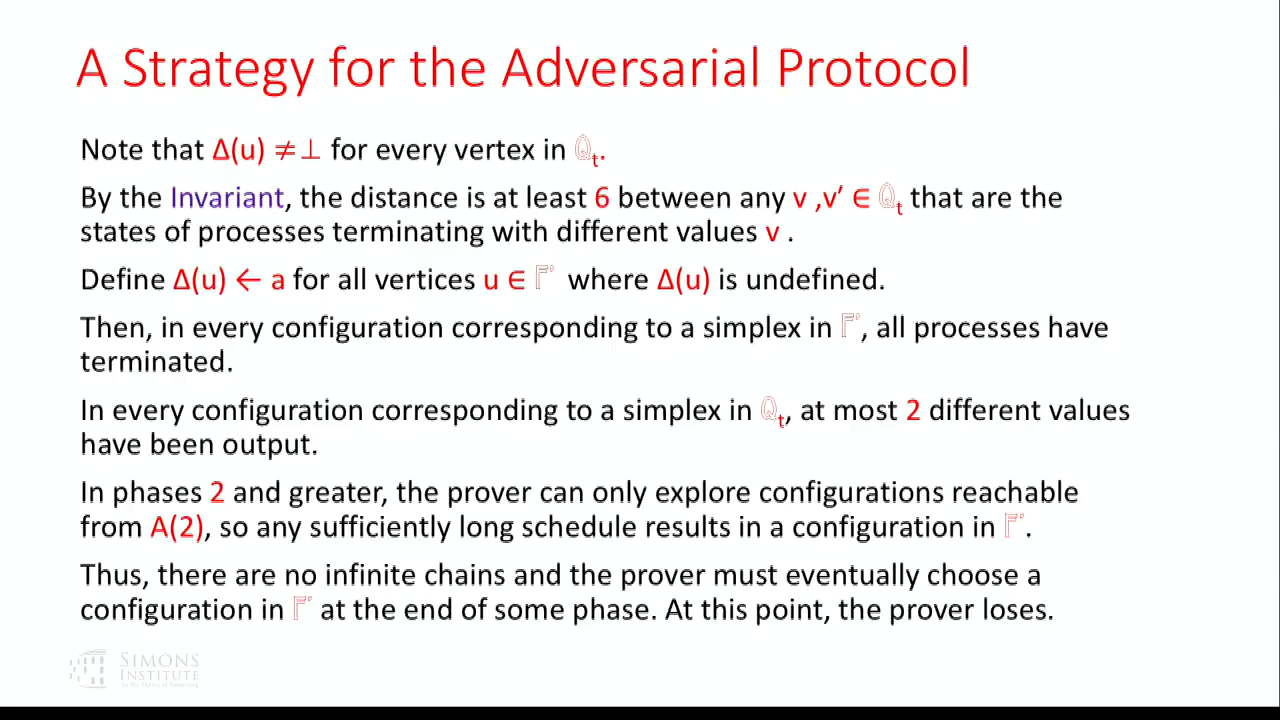 A Strategy for the Adversarial Protocol
Note that Δ(u) ≠⊥ for every vertex in ℚt.
By the Invariant, the distance is at least 6 between any v ,v’ ∈ ℚt that are the
states of processes terminating with different values v .
Define Δ(u) ← a for all vertices u ∈ 𝔽’ where Δ(u) is undefined.
Then, in every configuration corresponding to a simplex in 𝔽’, all processes have
terminated.
In every configuration corresponding to a simplex in ℚt, at most 2 different values
have been output.
In phases 2 and greater, the prover can only explore configurations reachable
from A(2), so any sufficiently long schedule results in a configuration in 𝔽’.
Thus, there are no infinite chains and the prover must eventually choose a
configuration in 𝔽’ at the end of some phase. At this point, the prover loses.
SIMONS
INSTITUTE
for the Theory of Computing